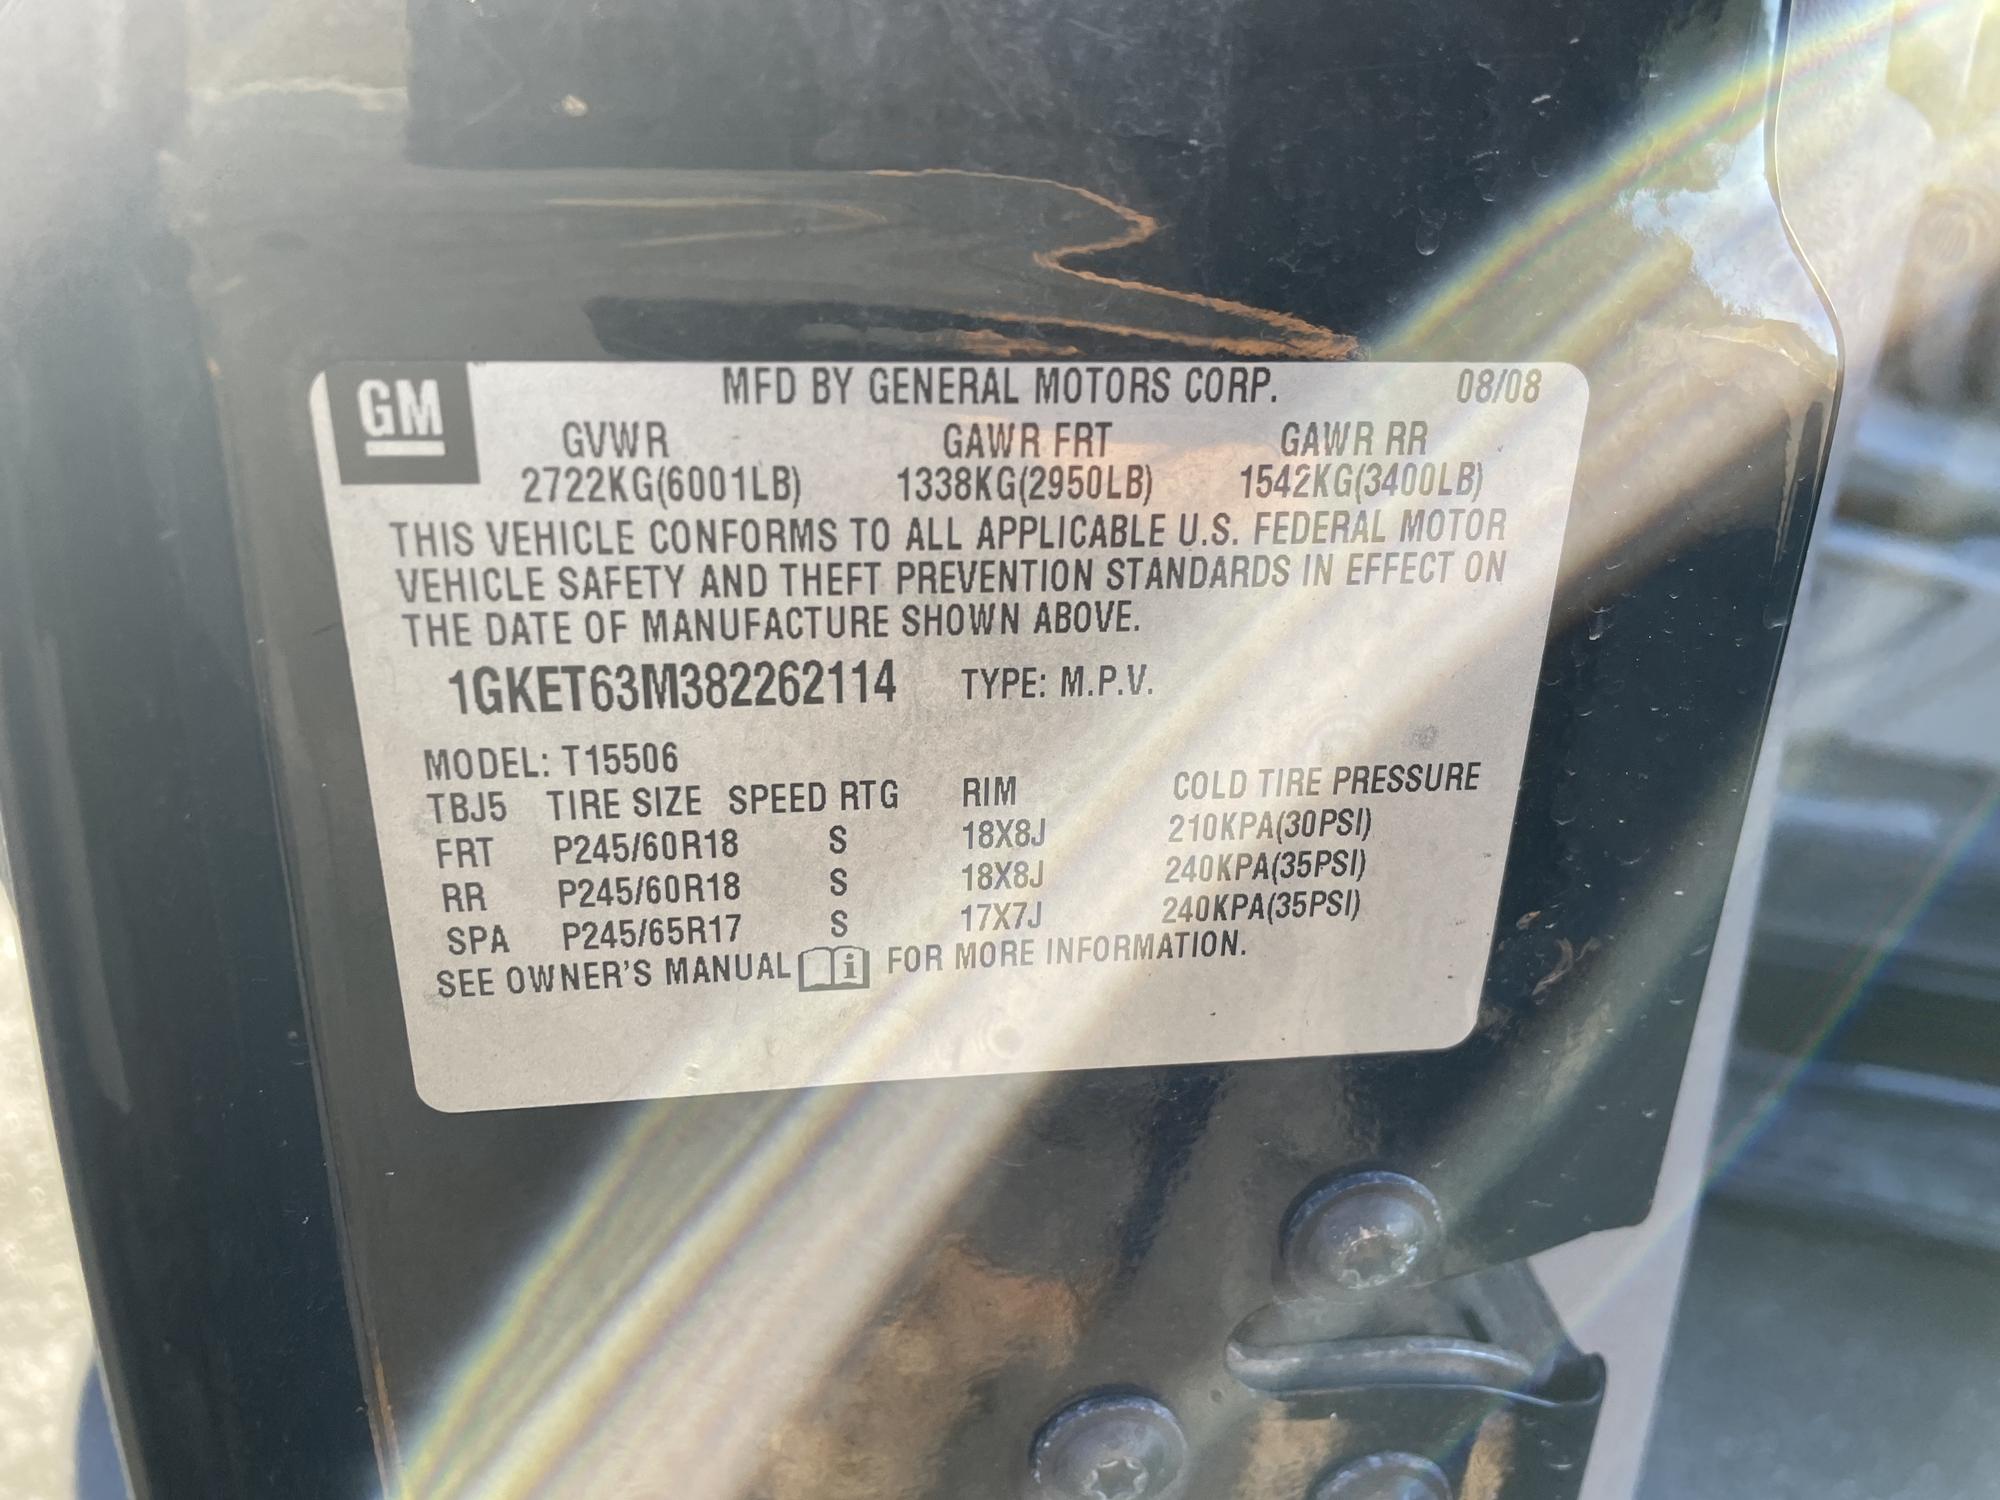 GM
MFD BY GENERAL MOTORS CORP. 08/08
GVWR GAWR FRT GAWR RR
2722KG(6001LB) 1338KG(2950LB) 1542KG(3400LB)
THIS VEHICLE CONFORMS TO ALL APPLICABLE U.S. FEDERAL MOTOR
VEHICLE SAFETY AND THEFT PREVENTION STANDARDS IN EFFECT ON
THE DATE OF MANUFACTURE SHOWN ABOVE.
1GKET63M382262114 TYPE: M.P.V.
MODEL: T15506
TBJ5 TIRE SIZE SPEED RTG RIM COLD TIRE PRESSURE
FRT P245/60R18 S 18X8J 210KPA(30PSI)
RR P245/60R18 S 18X8J 240KPA(35PSI)
SPA P245/65R17 S 17X7J 240KPA(35PSI)
SEE OWNER'S MANUAL i FOR MORE INFORMATION.